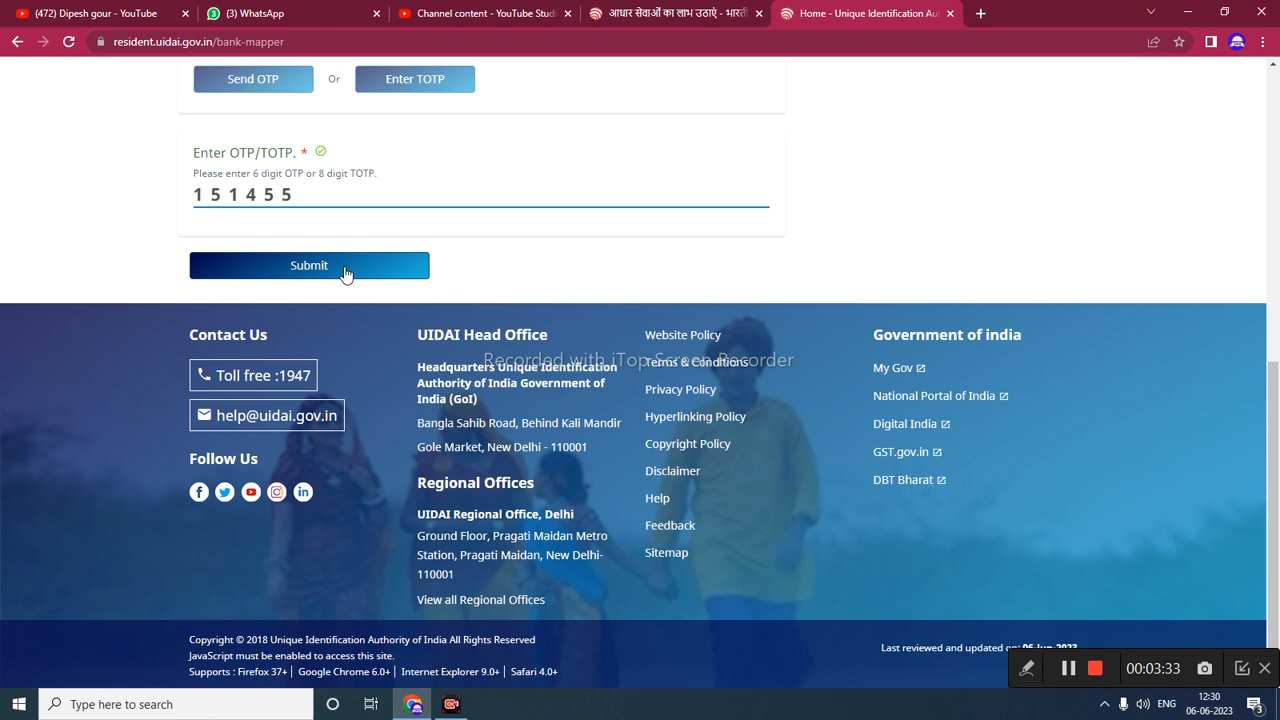 (472) Dipesh gour - YouTube
(3) WhatsApp
Channel content - YouTube Studi
आधार सेवाओं का लाभ उठाएं - भारती
Home - Unique Identification Aut
resident.uidai.gov.in/bank-mapper
Send OTP Or Enter TOTP
Enter OTP/TOTP. *
Please enter 6 digit OTP or 8 digit TOTP.
1 5 1 4 5 5
Submit
Recorded with iTop Screen Recorder
Contact Us
Toll free :1947
help@uidai.gov.in
Follow Us
UIDAI Head Office
Headquarters Unique Identification
Authority of India Government of
India (GoI)
Bangla Sahib Road, Behind Kali Mandir
Gole Market, New Delhi - 110001
Regional Offices
UIDAI Regional Office, Delhi
Ground Floor, Pragati Maidan Metro
Station, Pragati Maidan, New Delhi-
110001
View all Regional Offices
Website Policy
Terms & Conditions
Privacy Policy
Hyperlinking Policy
Copyright Policy
Disclaimer
Help
Feedback
Sitemap
Government of india
My Gov
National Portal of India
Digital India
GST.gov.in
DBT Bharat
Copyright © 2018 Unique Identification Authority of India All Rights Reserved
JavaScript must be enabled to access this site.
Supports : Firefox 37+ | Google Chrome 6.0+ | Internet Explorer 9.0+ | Safari 4.0+
Last reviewed and updated on: 06-Jun-2023
00:03:33
Type here to search
ENG
12:30
06-06-2023
3